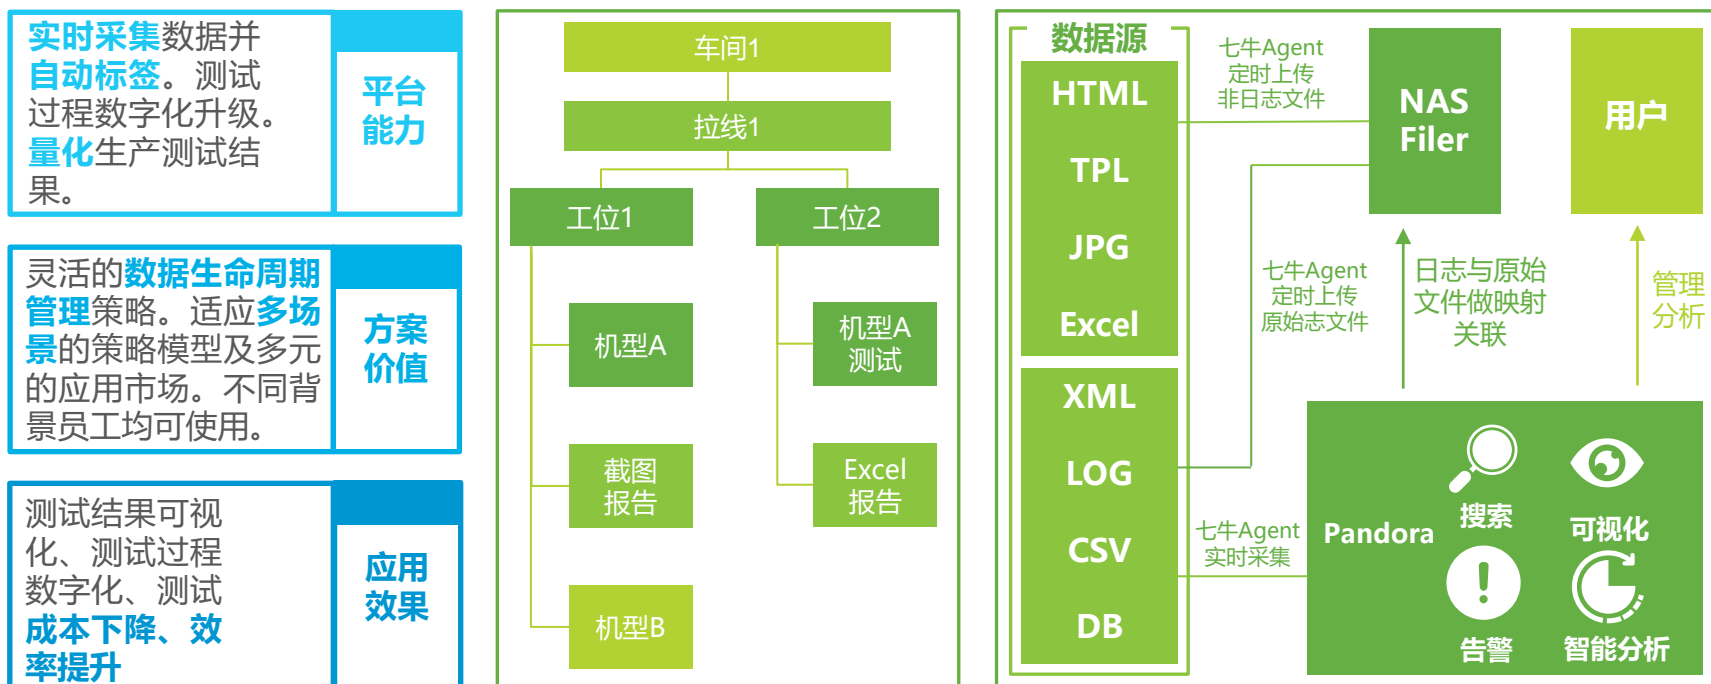 实时采集数据并
自动标签。测试
过程数字化升级。
量化生产测试结
果。
平台
能力
灵活的数据生命周期
管理策略。适应多场
景的策略模型及多元
的应用市场。不同背
景员工均可使用。
方案
价值
测试结果可视
化、测试过程
数字化、测试
成本下降、效
率提升
应用
效果
车间1
拉线1
工位1
工位2
机型A
机型A
测试
截图
报告
Excel
报告
机型B
数据源
HTML
TPL
JPG
Excel
XML
LOG
CSV
DB
七牛Agent
定时上传
非日志文件
七牛Agent
定时上传
原始志文件
七牛Agent
实时采集
NAS
Filer
用户
日志与原始
文件做映射
关联
管理
分析
Pandora
搜索
可视化
告警
智能分析